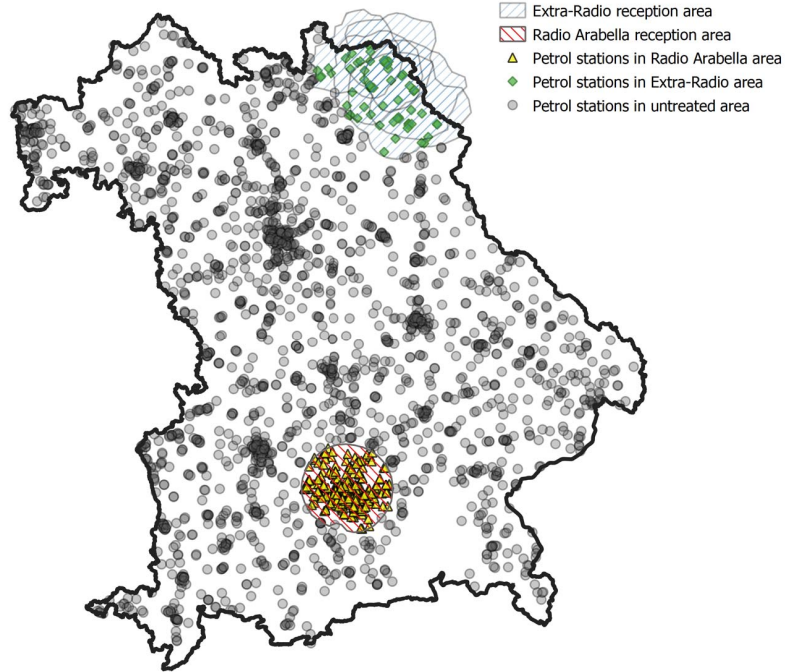 Extra-Radio reception area
Radio Arabella reception area
Petrol stations in Radio Arabella area
Petrol stations in Extra-Radio area
Petrol stations in untreated area